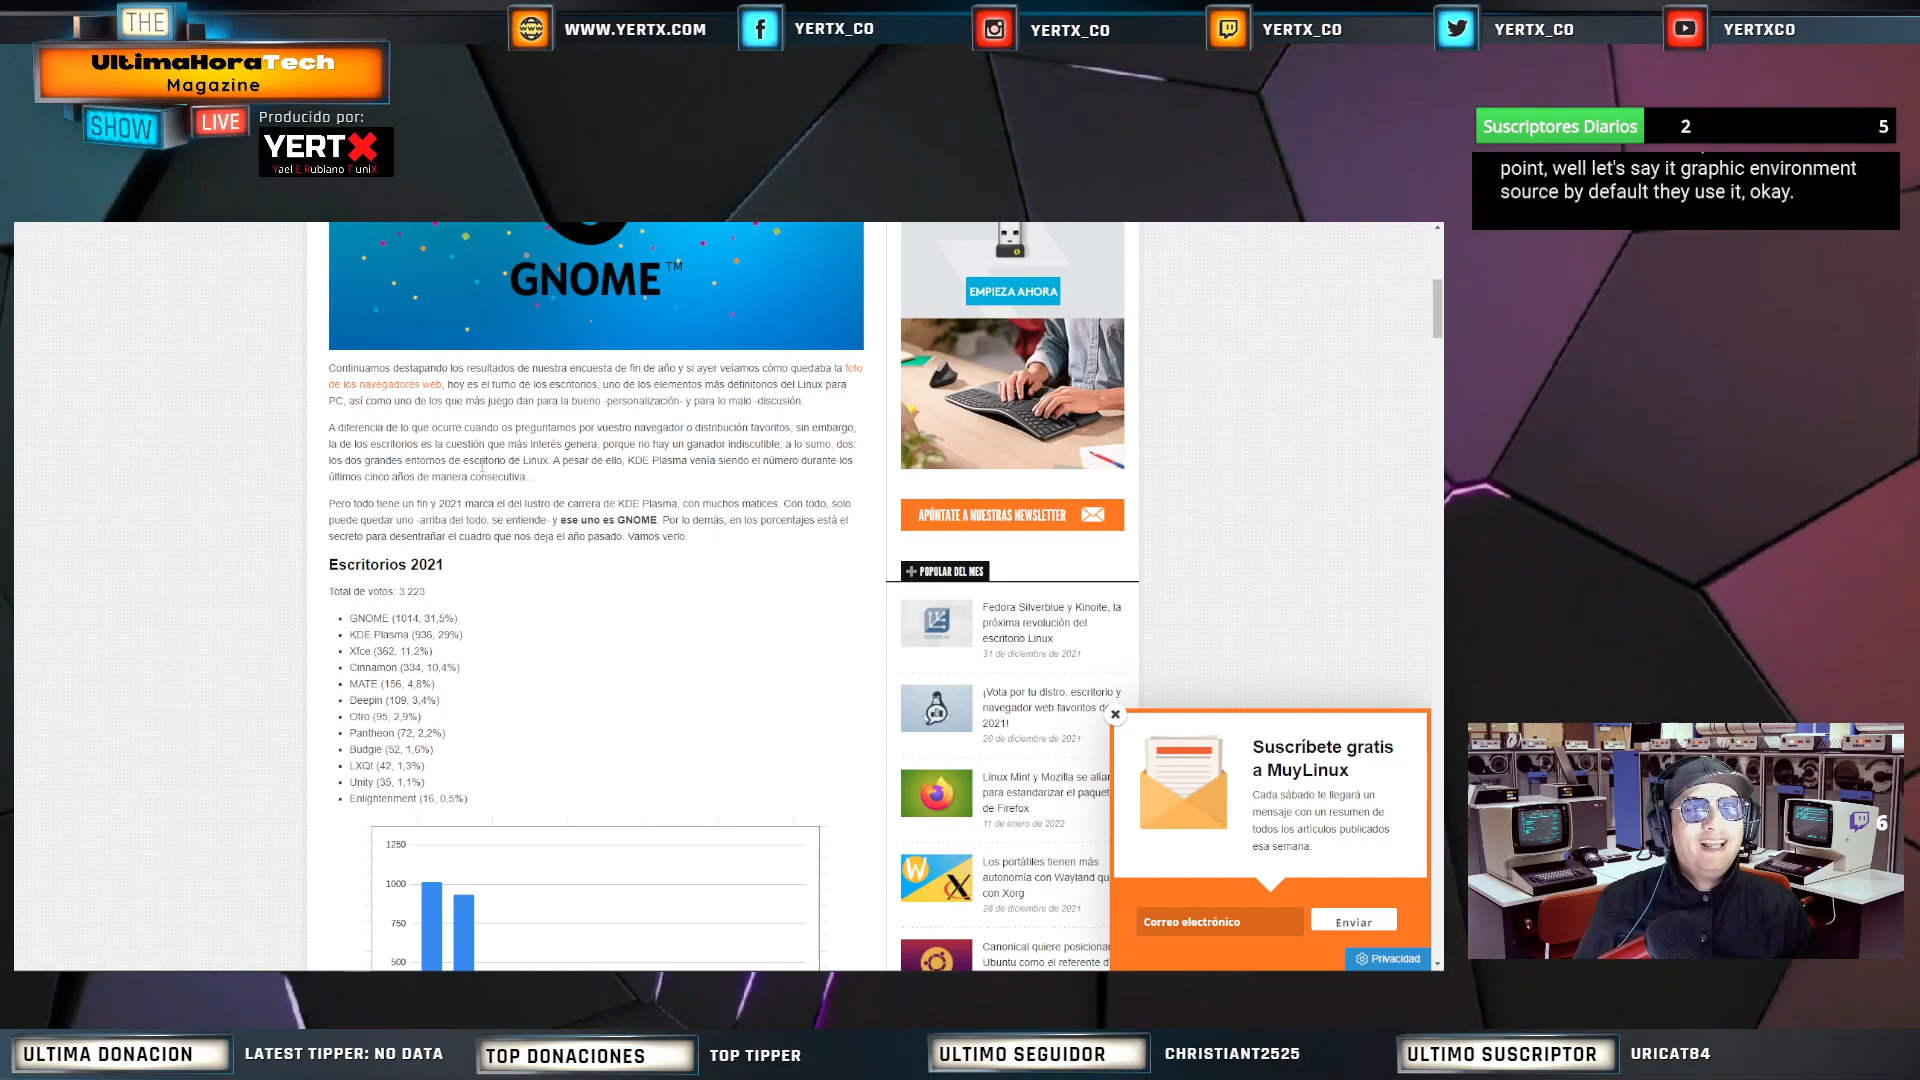 THE
UltimaHoraTech
Magazine
SHOW
LIVE
Producido por:
YERTX
Yael E Rubiano T uniX
WWW.YERTX.COM
YERTX_CO
YERTX_CO
YERTX_CO
YERTX_CO
YERTXCO
Suscriptores Diarios 2 5
point, well let's say it graphic environment
source by default they use it, okay.
GNOME™
Continuamos destapando los resultados de nuestra encuesta de fin de año y si ayer veíamos cómo quedaba la foto
de los navegadores web, hoy es el turno de los escritorios, uno de los elementos más definitorios del Linux para
PC, así como uno de los que más juego dan para la bueno -personalización- y para lo malo -discusión.
A diferencia de lo que ocurre cuando os preguntamos por vuestro navegador o distribución favoritos, sin embargo,
la de los escritorios es la cuestión que más interés genera, porque no hay un ganador indiscutible; a lo sumo, dos:
los dos grandes entornos de escritorio de Linux. A pesar de ello, KDE Plasma venía siendo el número durante los
últimos cinco años de manera consecutiva...
Pero todo tiene un fin y 2021 marca el del lustro de carrera de KDE Plasma, con muchos matices. Con todo, solo
puede quedar uno -arriba del todo, se entiende- y ese uno es GNOME. Por lo demás, en los porcentajes está el
secreto para desentrañar el cuadro que nos deja el año pasado. Vamos verlo.
Escritorios 2021
Total de votos: 3.223
GNOME (1014, 31,5%)
KDE Plasma (936, 29%)
Xfce (362, 11,2%)
Cinnamon (334, 10,4%)
MATE (156, 4,8%)
Deepin (109, 3,4%)
Otro (95, 2,9%)
Pantheon (72, 2,2%)
Budgie (52, 1,6%)
LXQt (42, 1,3%)
Unity (35, 1,1%)
Enlightenment (16, 0,5%)
1250
1000
750
500
EMPIEZA AHORA
APÚNTATE A NUESTRAS NEWSLETTER
+ POPULAR DEL MES
Fedora Silverblue y Kinoite, la
próxima revolución del
escritorio Linux
31 de diciembre de 2021
¡Vota por tu distro, escritorio y
navegador web favoritos de
2021!
20 de diciembre de 2021
Linux Mint y Mozilla se alían
para estandarizar el paquet
de Firefox
11 de enero de 2022
Los portátiles tienen más
autonomía con Wayland qu
con Xorg
28 de diciembre de 2021
Canonical quiere posicionar
Ubuntu como el referente d
Suscríbete gratis
a MuyLinux
Cada sábado te llegará un
mensaje con un resumen de
todos los artículos publicados
esa semana.
Correo electrónico
Enviar
Privacidad
6
ULTIMA DONACION
LATEST TIPPER: NO DATA
TOP DONACIONES
TOP TIPPER
ULTIMO SEGUIDOR
CHRISTIANT2525
ULTIMO SUSCRIPTOR
URICAT84